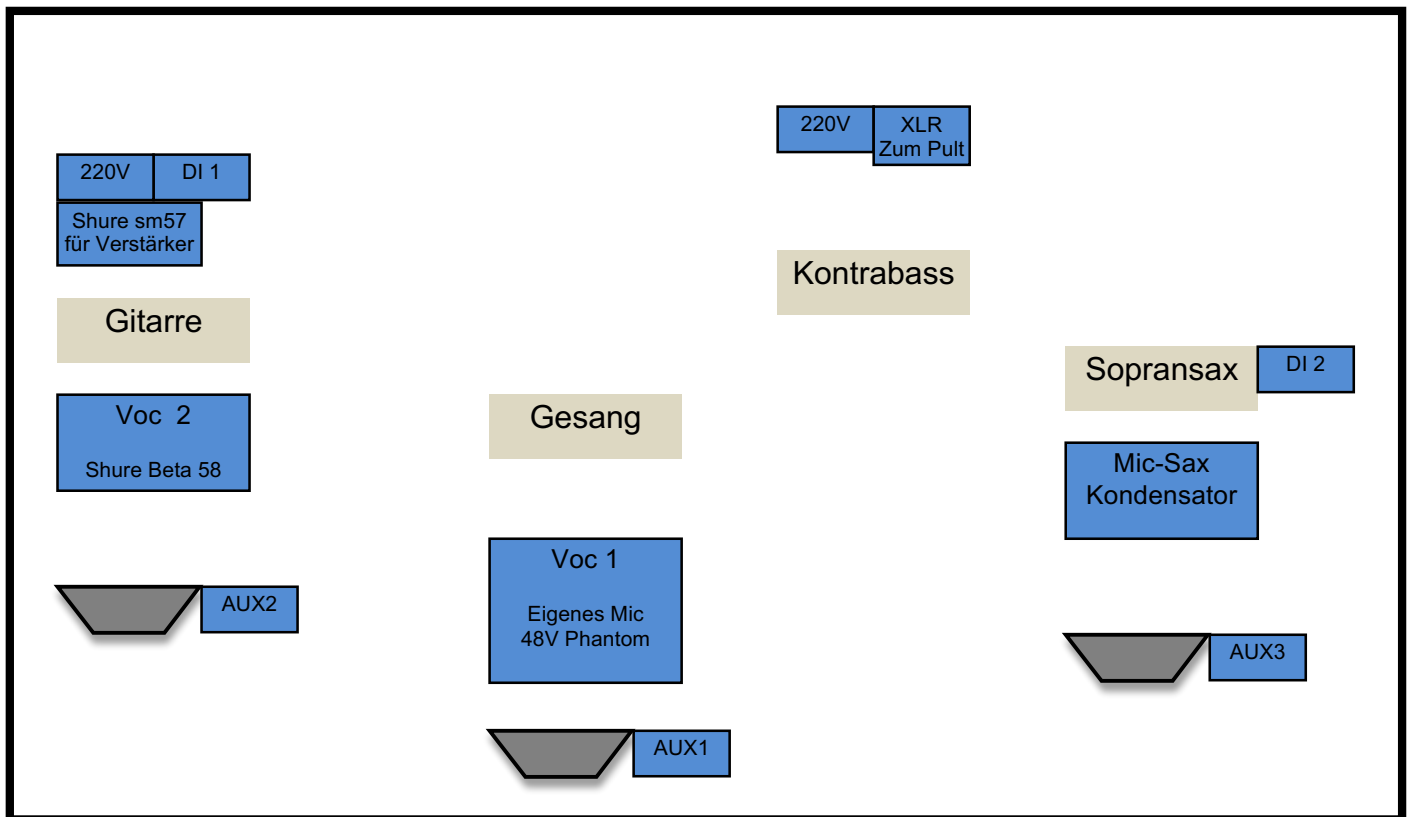 220V
XLR
Zum Pult
220V
DI 1
Shure sm57
für Verstärker
Kontrabass
Gitarre
Sopransax
DI 2
Voc 2
Shure Beta 58
Gesang
Mic-Sax
Kondensator
Voc 1
Eigenes Mic
48V Phantom
AUX2
AUX3
AUX1